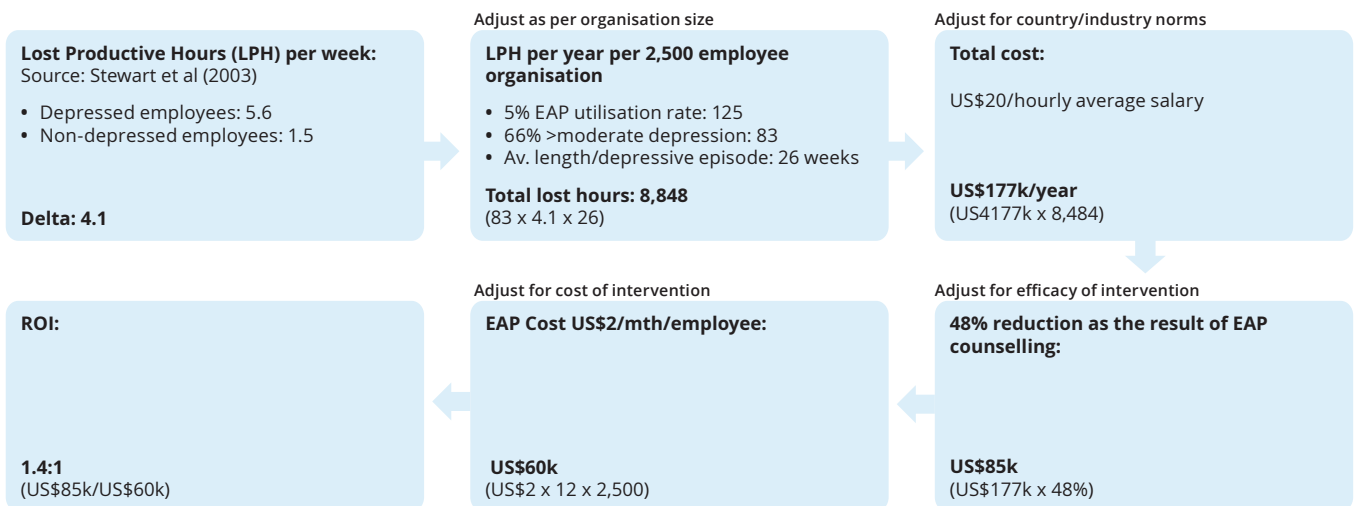 Lost Productive Hours (LPH) per week:
Source: Stewart et al (2003)
• Depressed employees: 5.6
• Non-depressed employees: 1.5
Delta: 4.1
Adjust as per organisation size
LPH per year per 2,500 employee
organisation
• 5% EAP utilisation rate: 125
• 66% >moderate depression: 83
• Av. length/depressive episode: 26 weeks
Total lost hours: 8,848
(83 x 4.1 x 26)
Adjust for country/industry norms
Total cost:
US$20/hourly average salary
US$177k/year
(US4177k x 8,484)
Adjust for efficacy of intervention
48% reduction as the result of EAP
counselling:
US$85k
(US$177k x 48%)
Adjust for cost of intervention
EAP Cost US$2/mth/employee:
US$60k
(US$2 x 12 x 2,500)
ROI:
1.4:1
(US$85k/US$60k)